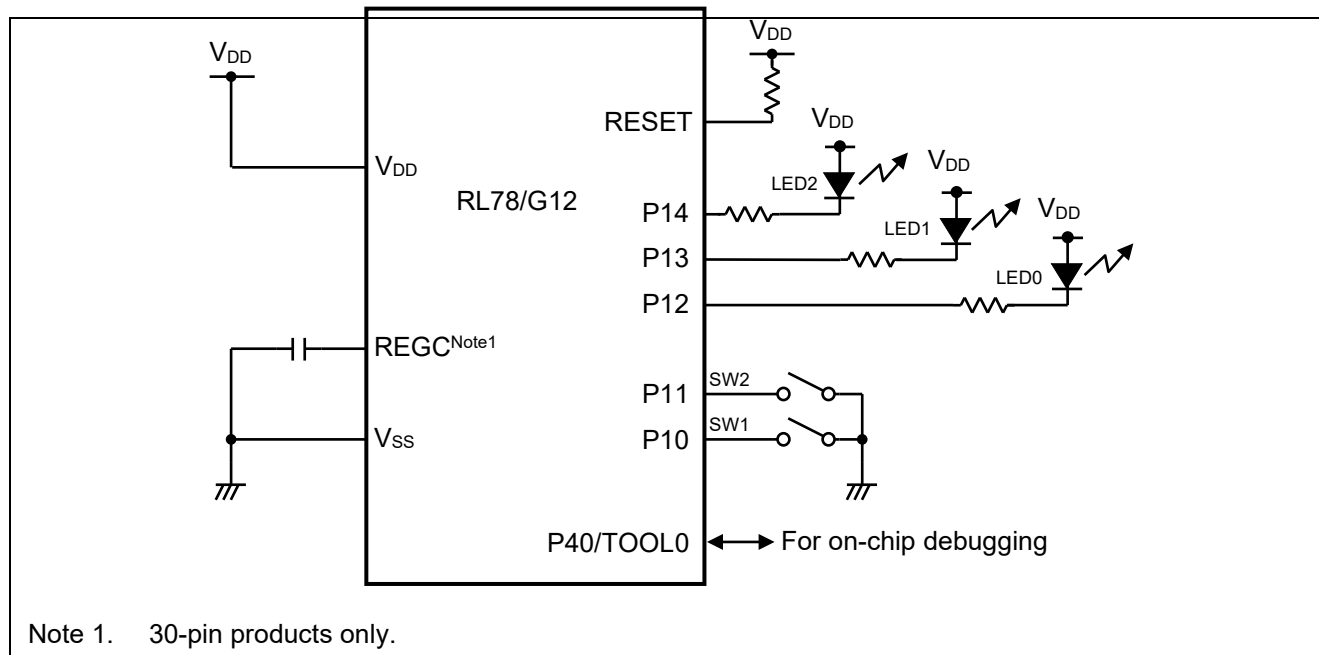 VDD
VDD
RESET
VDD
VDD
LED2
VDD
RL78/G12
P14
LED1
VDD
P13
LED0
P12
REGCNote1
P11
SW2
VSS
P10
SW1
P40/TOOL0
For on-chip debugging
Note 1. 30-pin products only.